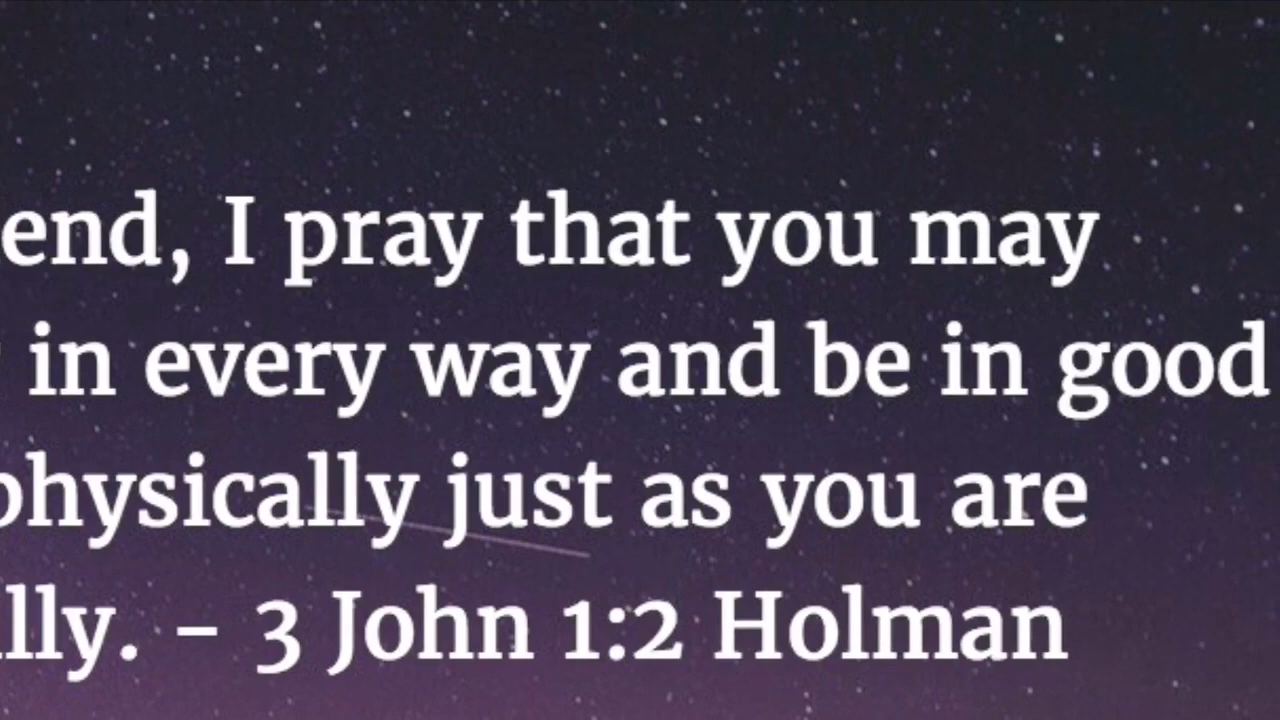 end, I pray that you may
in every way and be in good
physically just as you are
lly. – 3 John 1:2 Holman